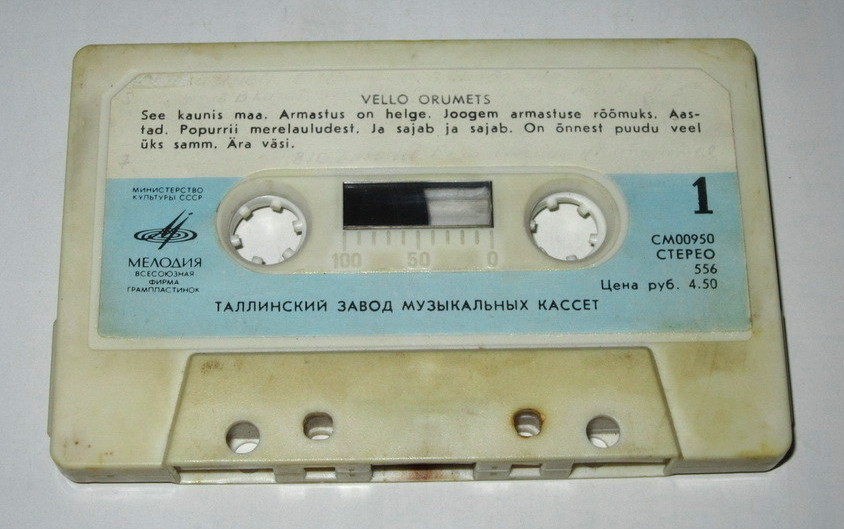 VELLO ORUMETS
See kaunis maa. Armastus on helge. Joogem armastuse rõõmuks. Aas-
tad. Popurrii merelauludest. Ja sajab ja sajab. On õnnest puudu veel
üks samm. Ära väsi.
МИНИСТЕРСТВО
КУЛЬТУРЫ СССР
1
МЕЛОДИЯ
ВСЕСОЮЗНАЯ
ФИРМА
ГРАМПЛАСТИНОК
100 50 0
СМ00950
СТЕРЕО
556
Цена руб. 4.50
ТАЛЛИНСКИЙ ЗАВОД МУЗЫКАЛЬНЫХ КАССЕТ